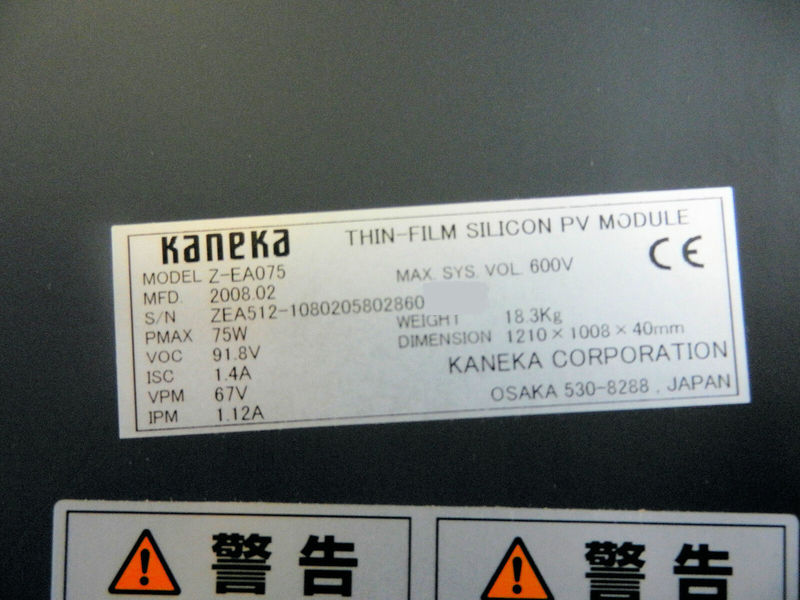 Kaneka THIN-FILM SILICON PV MODULE
CE
MODEL Z-EA075
MFD. 2008.02
S/N ZEA512-1080205802860
PMAX 75W
VOC 91.8V
ISC 1.4A
VPM 67V
IPM 1.12A
MAX. SYS. VOL. 600V
WEIGHT 18.3Kg
DIMENSION 1210×1008×40mm
KANEKA CORPORATION
OSAKA 530-8288 , JAPAN
警告
警告